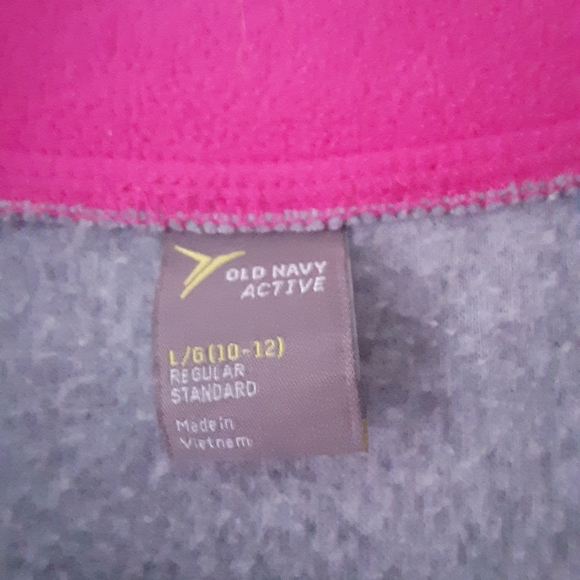 OLD NAVY
ACTIVE
L/G(10-12)
REGULAR
STANDARD
Made in
Vietnam